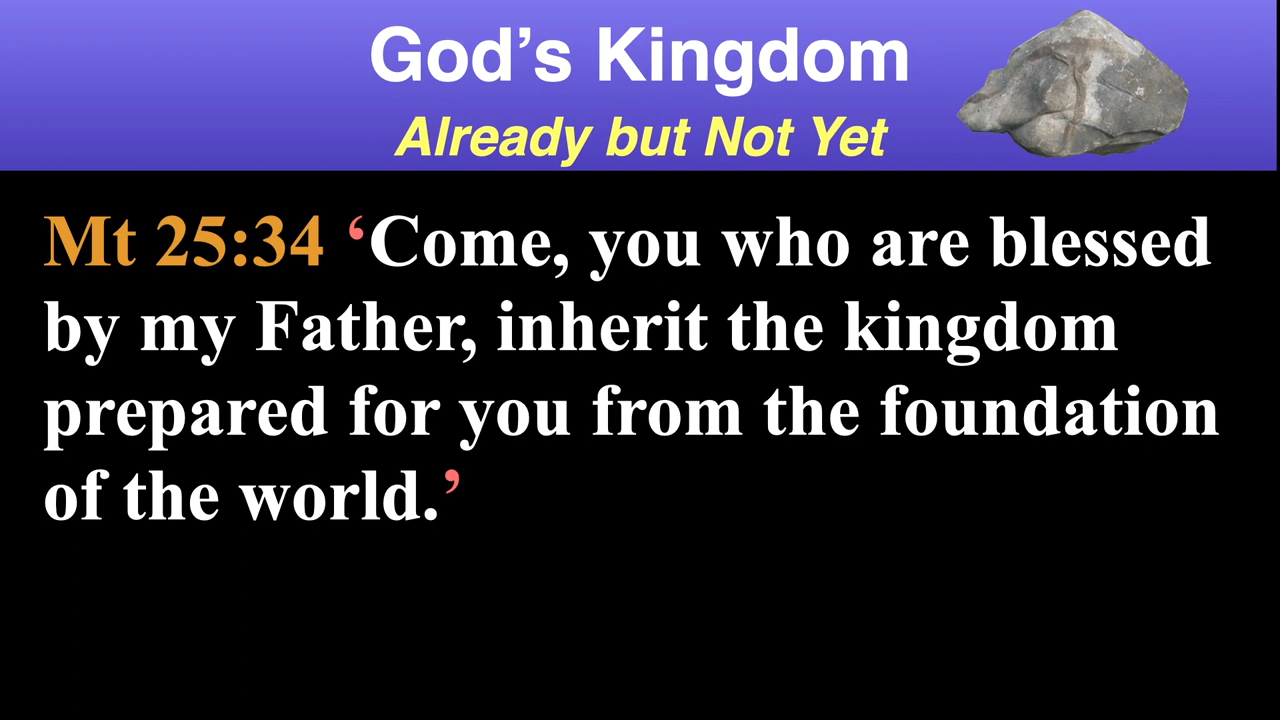 God’s Kingdom
Already but Not Yet
Mt 25:34 ‘Come, you who are blessed
by my Father, inherit the kingdom
prepared for you from the foundation
of the world.’